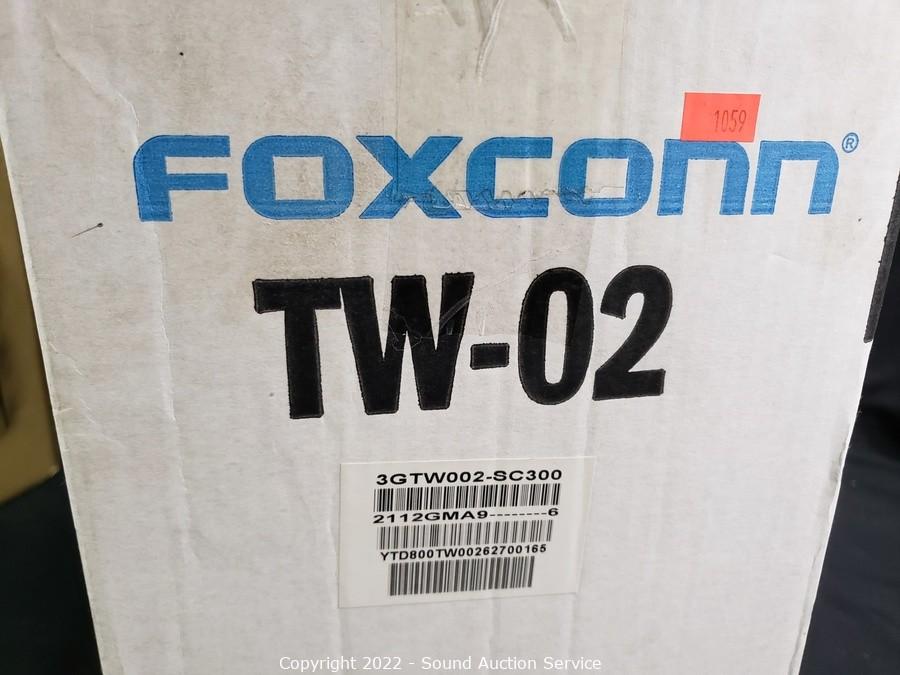 1059
FOXCONN®
TW-02
3GTW002-SC300
2112GMA9--------6
YTD800TW00262700165
Copyright 2022 - Sound Auction Service